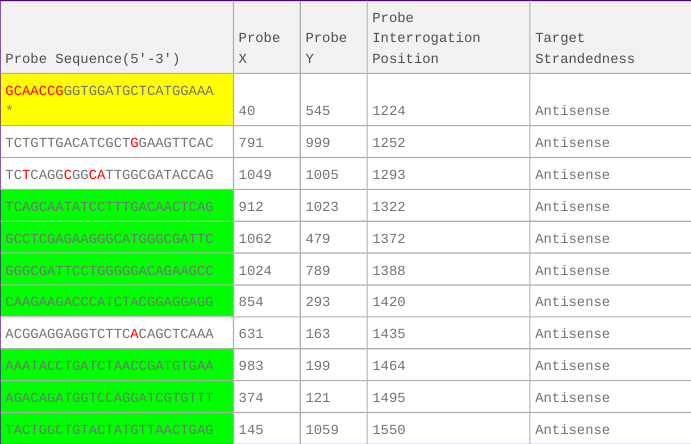 Probe Sequence(5'-3') Probe X Probe Y Probe Interrogation Position Target Strandedness
GCAACCGGGTGGATGCTCATGGAAA* 40 545 1224 Antisense
TCTGTTGACATCGCTGGAAGTTCAC 791 999 1252 Antisense
TCTCAGGCGGCATTGGCGATACCAG 1049 1005 1293 Antisense
TCAGCAATATCCTTTGACAACTCAG 912 1023 1322 Antisense
GCCTCGAGAAGGGCATGGGCGATTC 1062 479 1372 Antisense
GGGCGATTCCTGGGGGACAGAAGCC 1024 789 1388 Antisense
CAAGAAGACCCATCTACGGAGGAGG 854 293 1420 Antisense
ACGGAGGAGGTCTTCACAGCTCAAA 631 163 1435 Antisense
AAATACCTGATCTAACCGATGTGAA 983 199 1464 Antisense
AGACAGATGGTCCAGGATCGTGTTT 374 121 1495 Antisense
TACTGGCTGTACTATGTTAACTGAG 145 1059 1550 Antisense